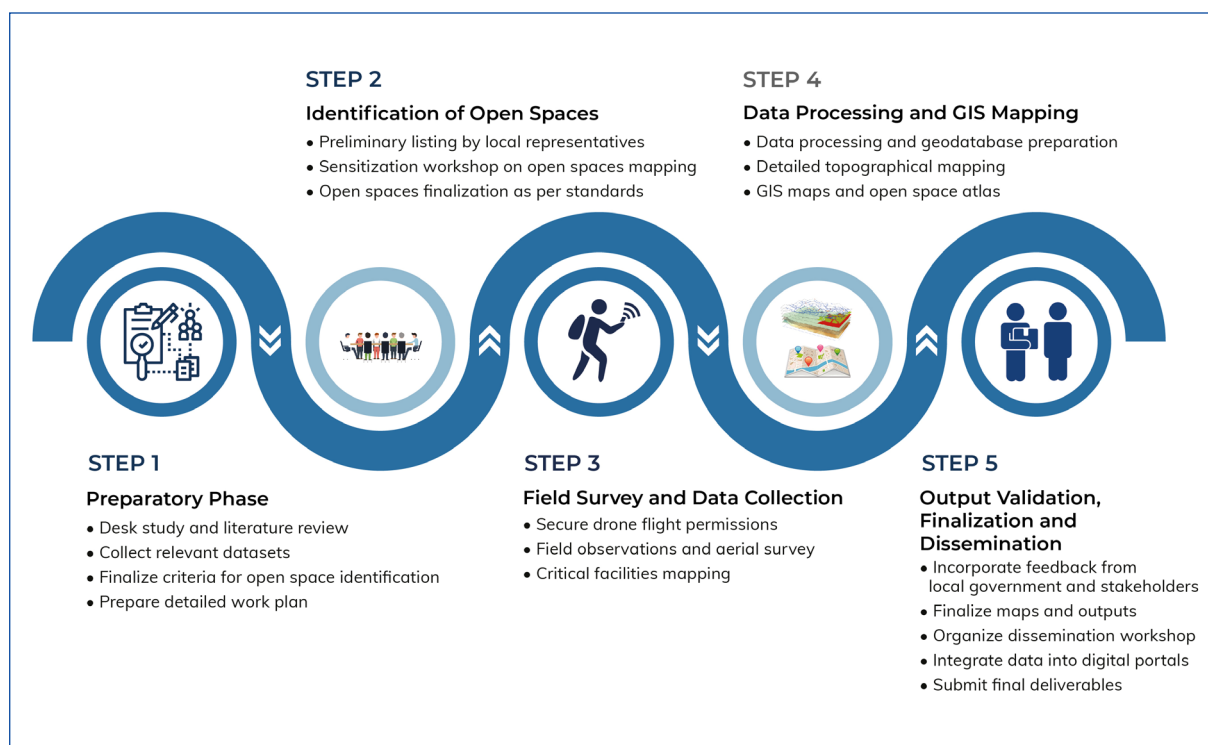 STEP 1
Preparatory Phase
• Desk study and literature review
• Collect relevant datasets
• Finalize criteria for open space identification
• Prepare detailed work plan
STEP 2
Identification of Open Spaces
• Preliminary listing by local representatives
• Sensitization workshop on open spaces mapping
• Open spaces finalization as per standards
STEP 3
Field Survey and Data Collection
• Secure drone flight permissions
• Field observations and aerial survey
• Critical facilities mapping
STEP 4
Data Processing and GIS Mapping
• Data processing and geodatabase preparation
• Detailed topographical mapping
• GIS maps and open space atlas
STEP 5
Output Validation,
Finalization and
Dissemination
• Incorporate feedback from
local government and stakeholders
• Finalize maps and outputs
• Organize dissemination workshop
• Integrate data into digital portals
• Submit final deliverables